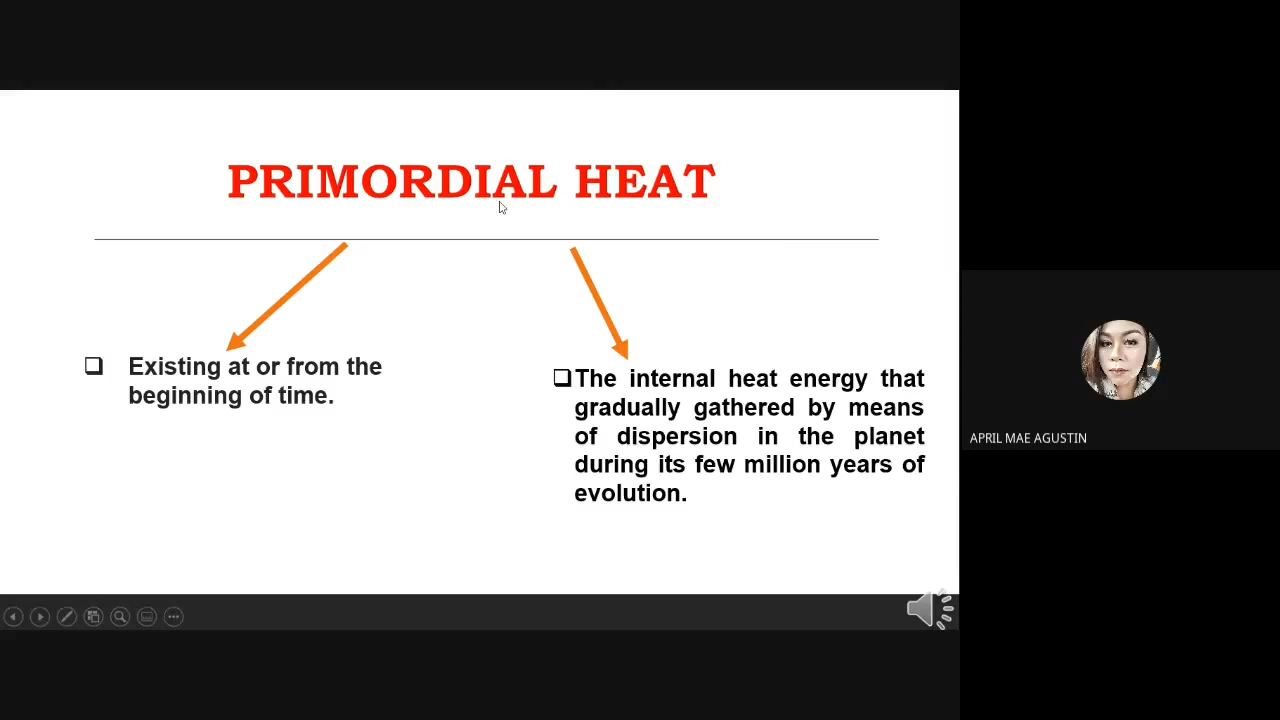 PRIMORDIAL HEAT
Existing at or from the
beginning of time.
The internal heat energy that
gradually gathered by means
of dispersion in the planet
during its few million years of
evolution.
APRIL MAE AGUSTIN